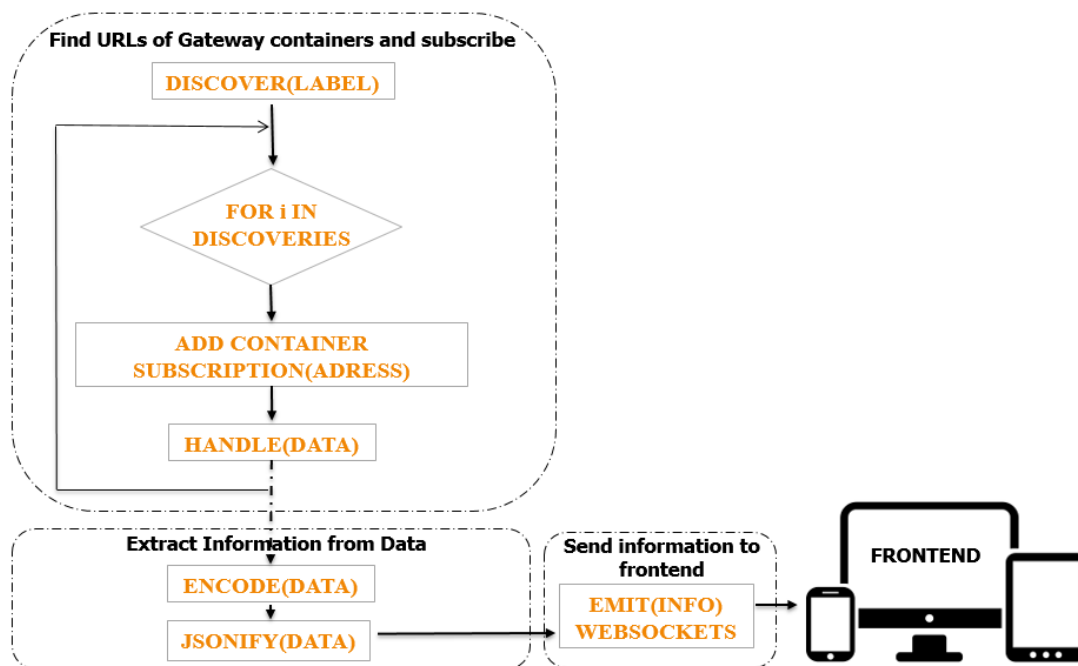 Find URLs of Gateway containers and subscribe
DISCOVER(LABEL)
FOR i IN
DISCOVERIES
ADD CONTAINER
SUBSCRIPTION(ADRESS)
HANDLE(DATA)
Extract Information from Data
ENCODE(DATA)
JSONIFY(DATA)
Send information to
frontend
EMIT(INFO)
WEBSOCKETS
FRONTEND